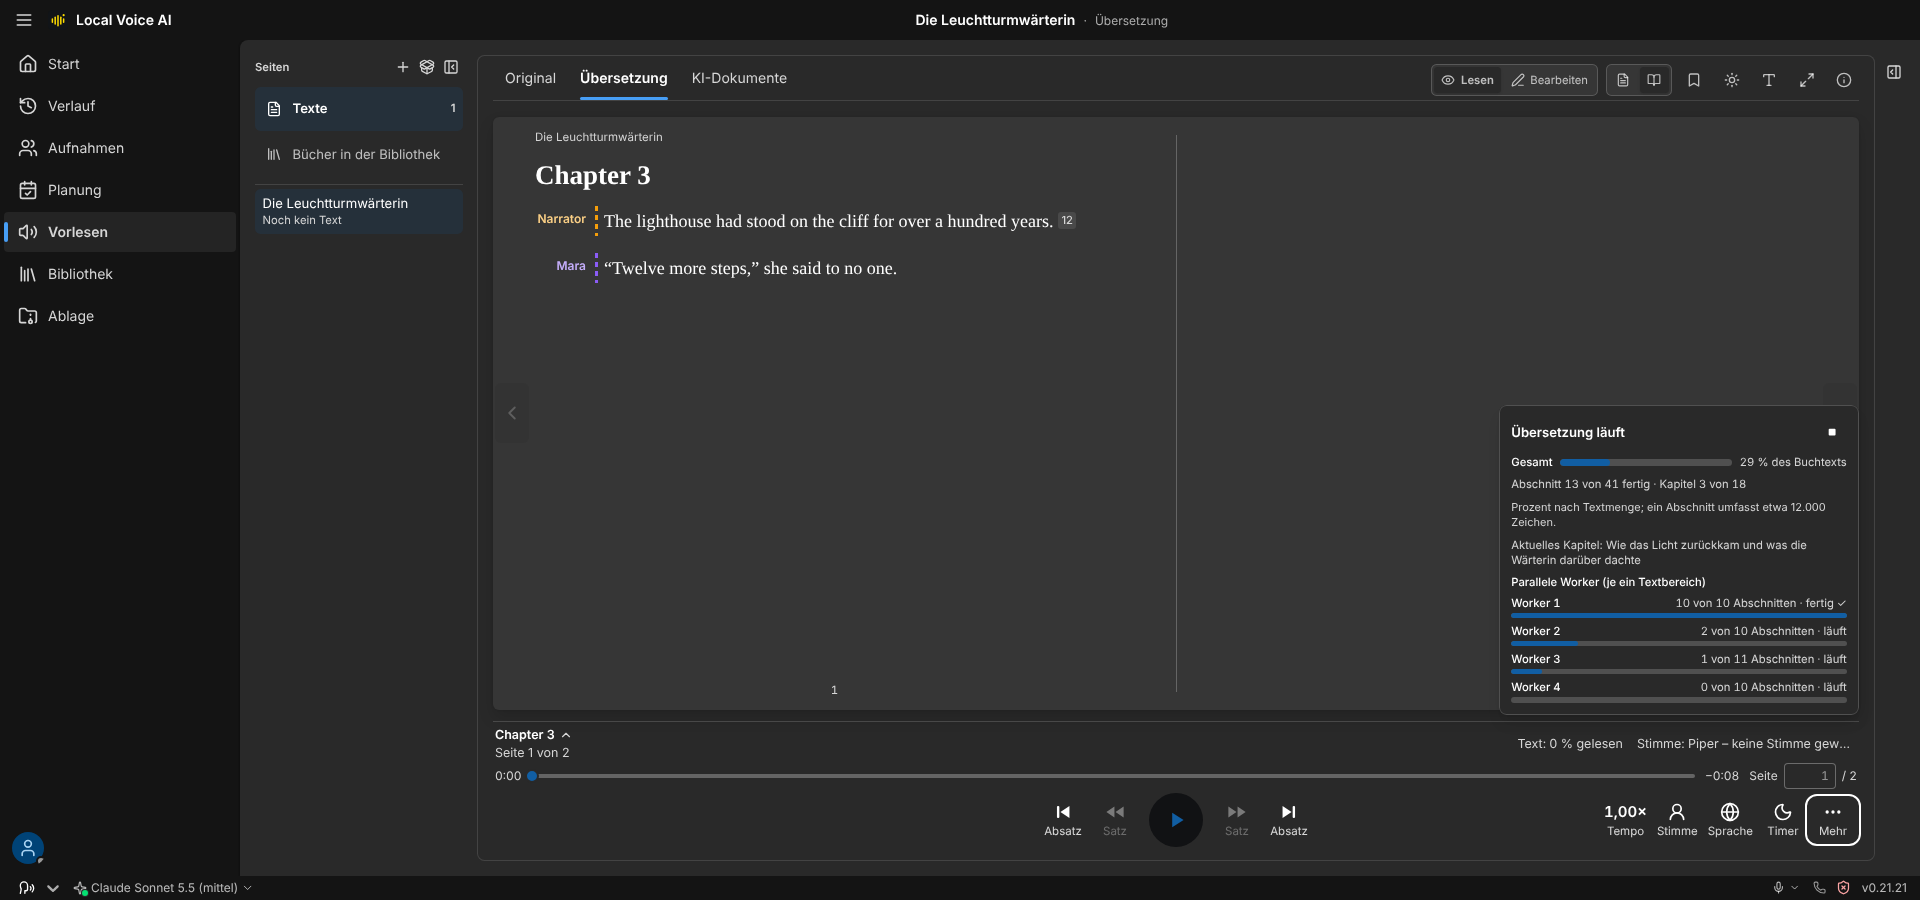 Local Voice AI
Die Leuchtturmwärterin · Übersetzung
Start
Verlauf
Aufnahmen
Planung
Vorlesen
Bibliothek
Ablage
Seiten
Texte 1
Bücher in der Bibliothek
Die Leuchtturmwärterin
Noch kein Text
Original Übersetzung KI-Dokumente
Lesen Bearbeiten
Die Leuchtturmwärterin
Chapter 3
Narrator The lighthouse had stood on the cliff for over a hundred years. 12
Mara “Twelve more steps,” she said to no one.
1
Übersetzung läuft
Gesamt 29 % des Buchtexts
Abschnitt 13 von 41 fertig · Kapitel 3 von 18
Prozent nach Textmenge; ein Abschnitt umfasst etwa 12.000
Zeichen.
Aktuelles Kapitel: Wie das Licht zurückkam und was die
Wärterin darüber dachte
Parallele Worker (je ein Textbereich)
Worker 1 10 von 10 Abschnitten · fertig ✓
Worker 2 2 von 10 Abschnitten · läuft
Worker 3 1 von 11 Abschnitten · läuft
Worker 4 0 von 10 Abschnitten · läuft
Chapter 3
Seite 1 von 2
Text: 0 % gelesen Stimme: Piper – keine Stimme gew...
0:00 −0:08 Seite 1 / 2
Absatz Satz Satz Absatz
1,00× Tempo Stimme Sprache Timer Mehr
Claude Sonnet 5.5 (mittel)
v0.21.21